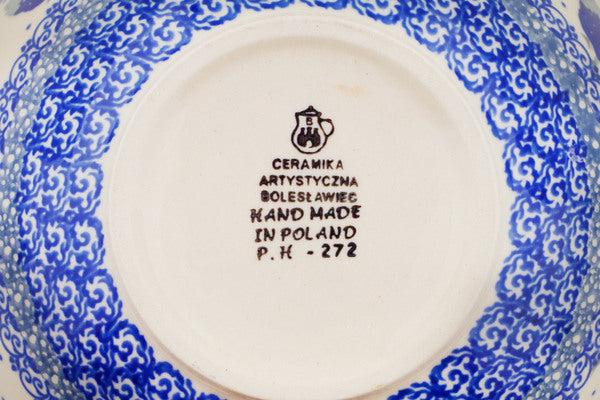 B
CERAMIKA
ARTYSTYCZNA
BOLESŁAWIEC
HAND MADE
IN POLAND
P.H - 272